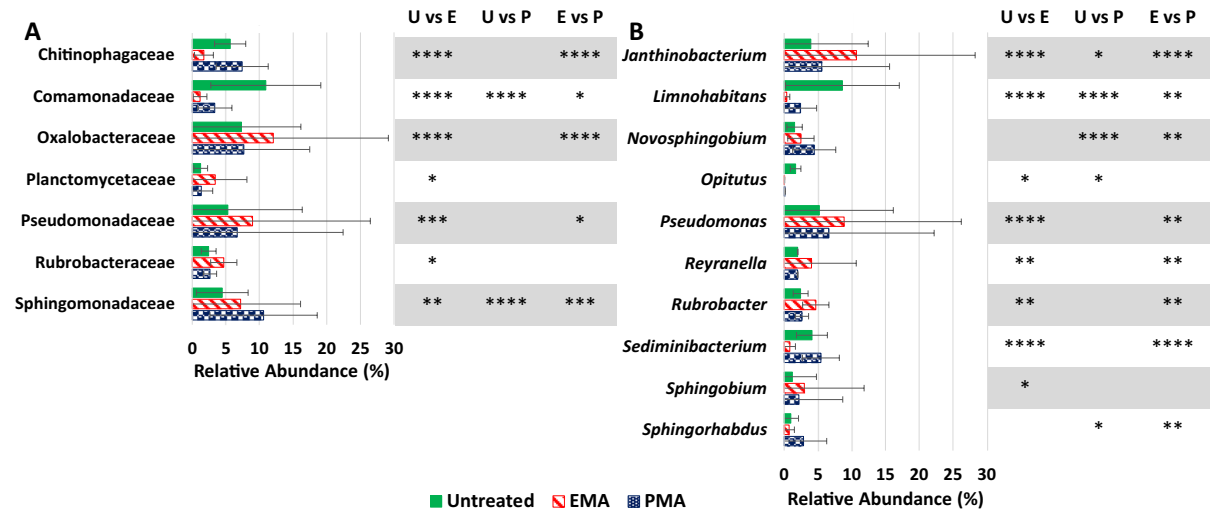 A
U vs E U vs P E vs P
Chitinophagaceae **** ****
Comamonadaceae **** **** *
Oxalobacteraceae **** ****
Planctomycetaceae *
Pseudomonadaceae *** *
Rubrobacteraceae *
Sphingomonadaceae ** **** ***
0 5 10 15 20 25 30
Relative Abundance (%)
B
U vs E U vs P E vs P
Janthinobacterium **** * ****
Limnohabitans **** **** **
Novosphingobium **** **
Opitutus * *
Pseudomonas **** **
Reyranella ** **
Rubrobacter ** **
Sediminibacterium **** ****
Sphingobium *
Sphingorhabdus * **
0 5 10 15 20 25 30
Relative Abundance (%)
Untreated EMA PMA